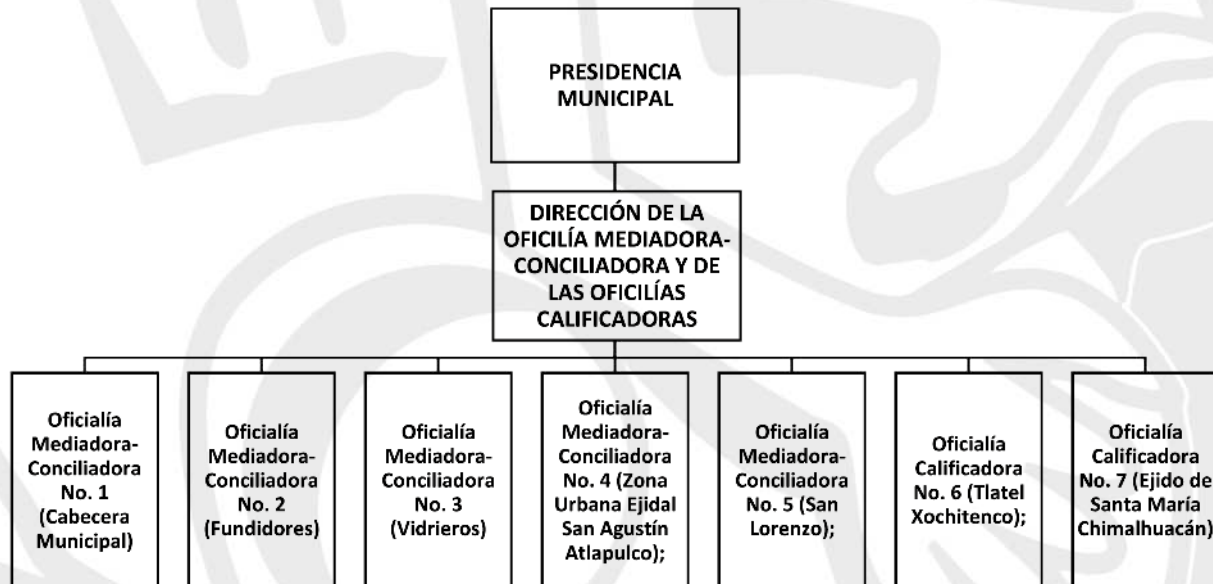 PRESIDENCIA
MUNICIPAL
DIRECCIÓN DE LA
OFICILÍA MEDIADORA-
CONCILIADORA Y DE
LAS OFICILÍAS
CALIFICADORAS
Oficialía
Mediadora-
Conciliadora
No. 1
(Cabecera
Municipal)
Oficialía
Mediadora-
Conciliadora
No. 2
(Fundidores)
Oficialía
Mediadora-
Conciliadora
No. 3
(Vidrieros)
Oficialía
Mediadora-
Conciliadora
No. 4 (Zona
Urbana Ejidal
San Agustín
Atlapulco);
Oficialía
Mediadora-
Conciliadora
No. 5 (San
Lorenzo);
Oficialía
Calificadora
No. 6 (Tlatel
Xochitenco);
Oficialía
Calificadora
No. 7 (Ejido de
Santa María
Chimalhuacán)